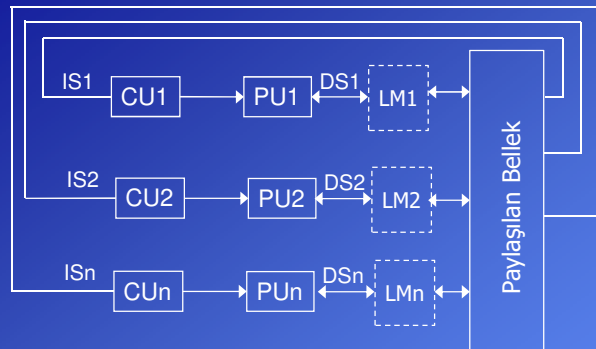 IS1 CU1 PU1 DS1 LM1
IS2 CU2 PU2 DS2 LM2
ISn CUn PUn DSn LMn
Paylaşılan Bellek